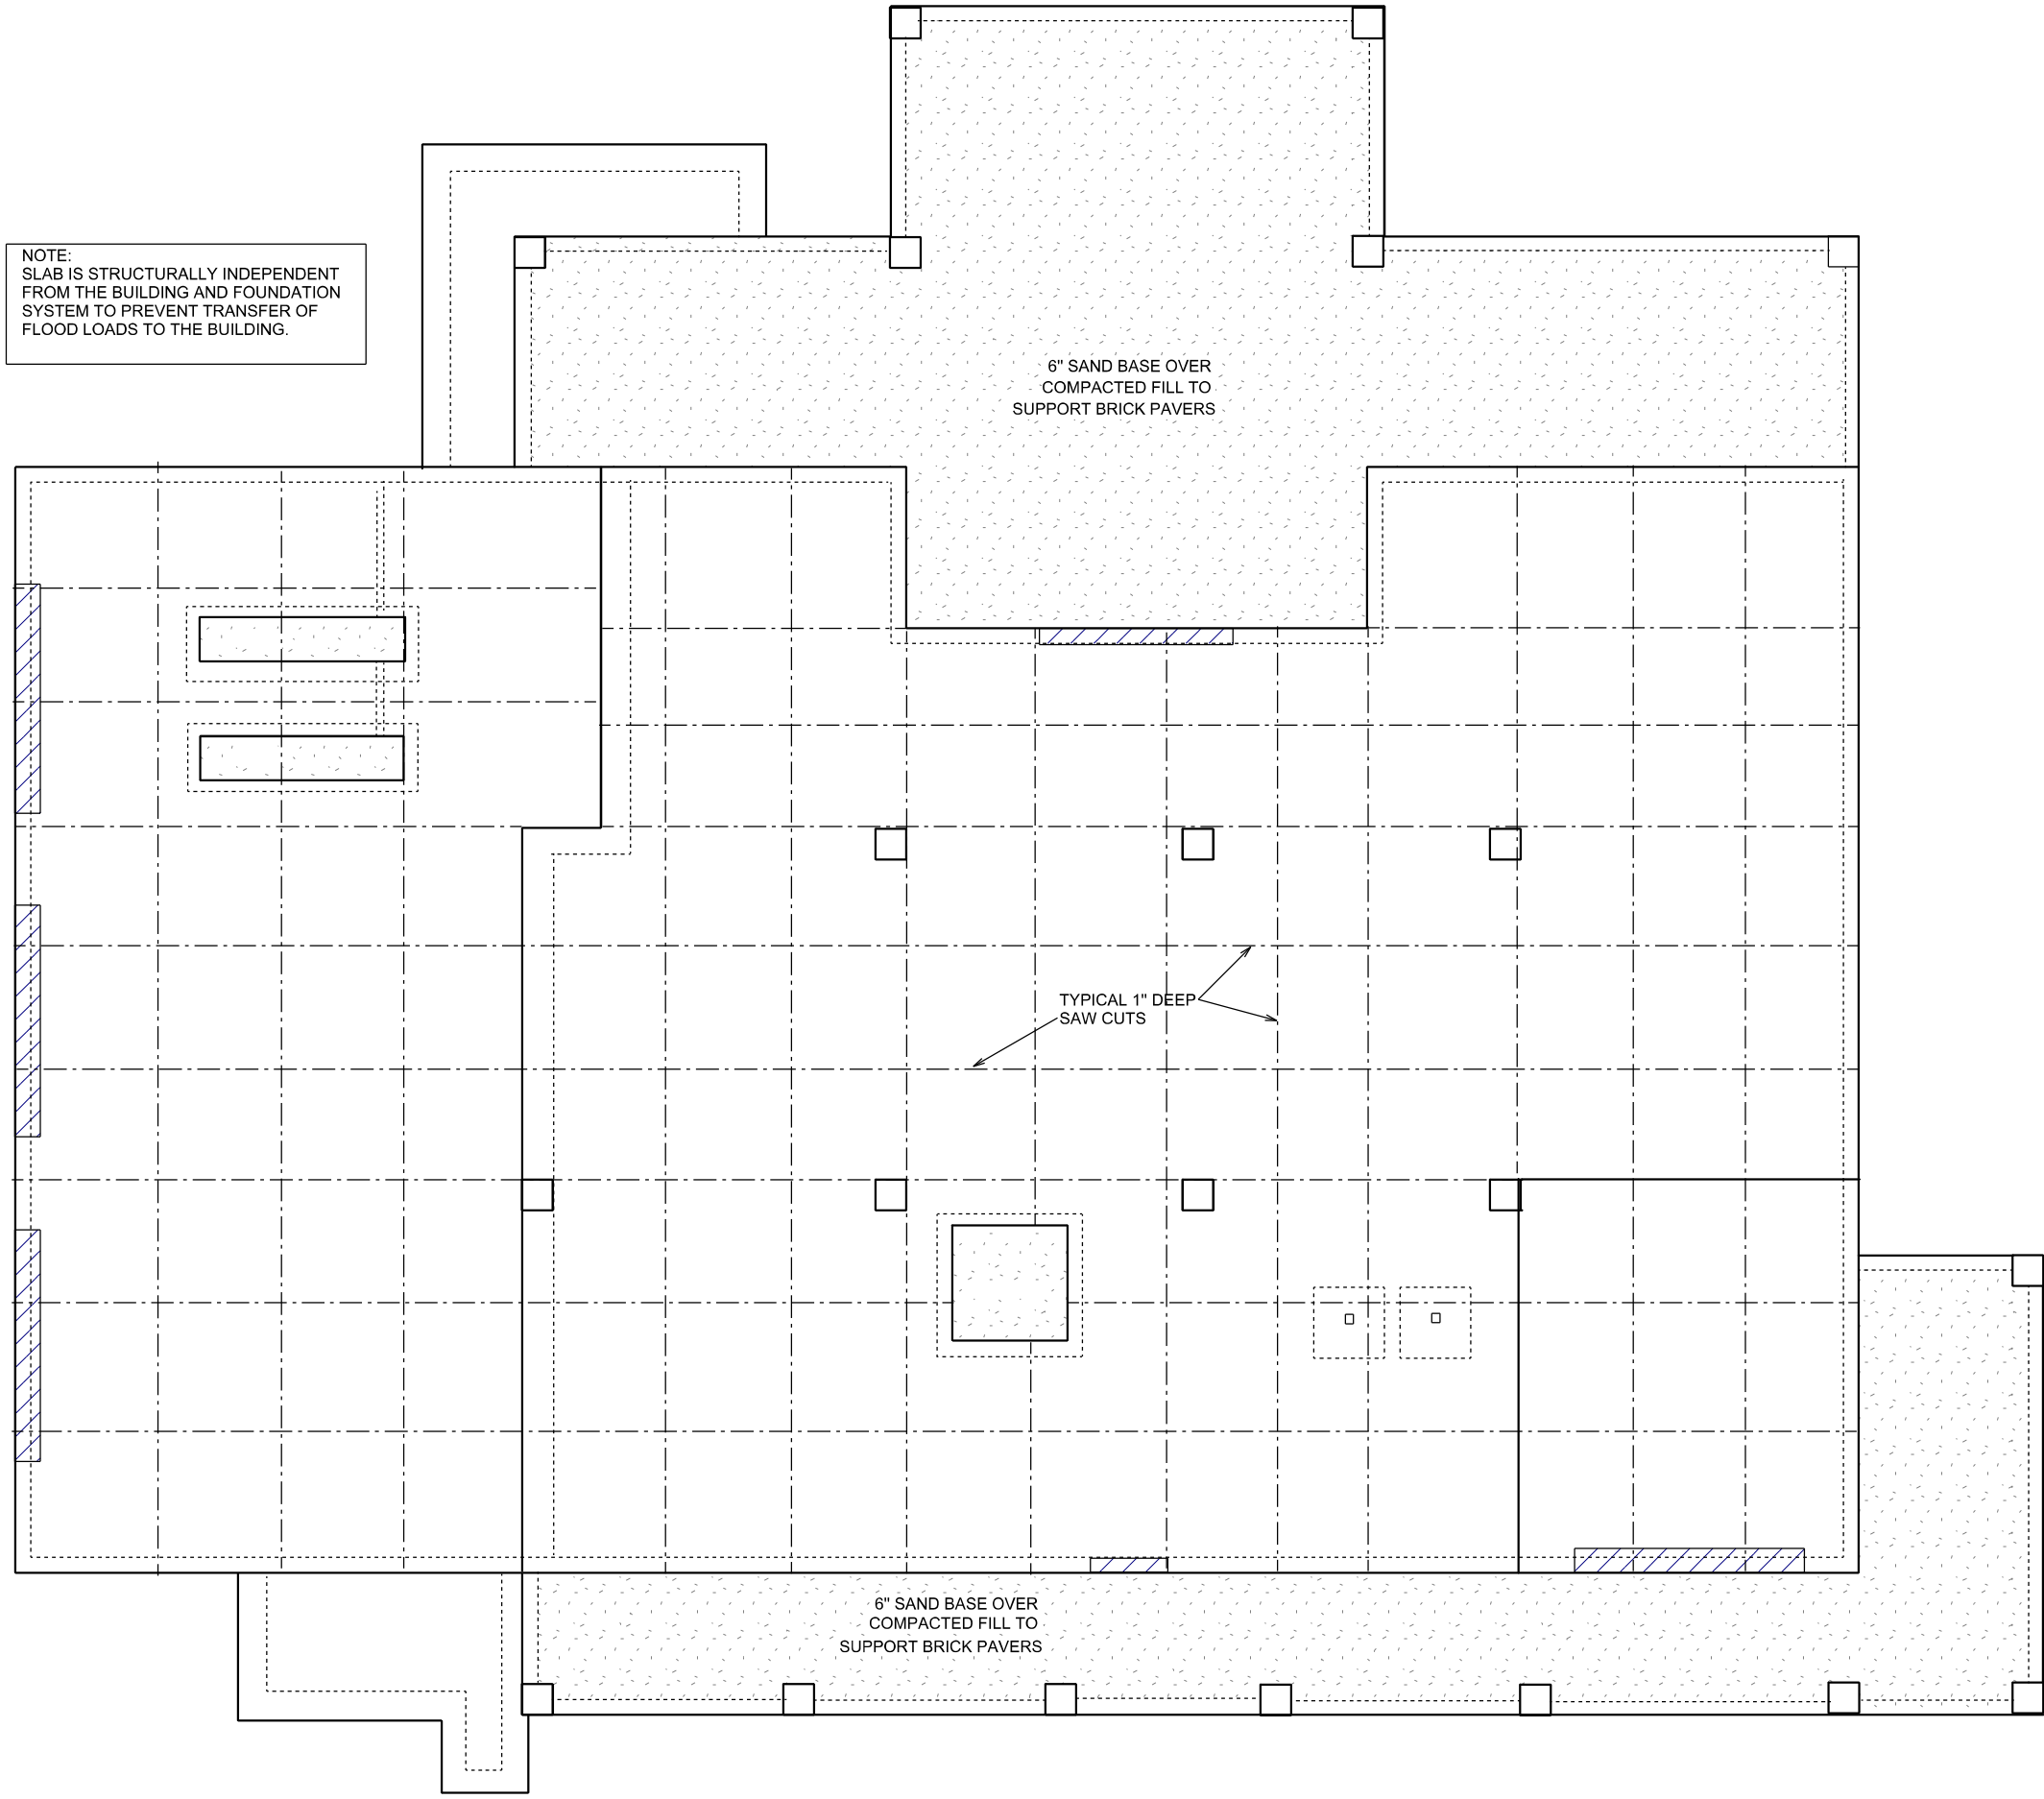 NOTE:
SLAB IS STRUCTURALLY INDEPENDENT
FROM THE BUILDING AND FOUNDATION
SYSTEM TO PREVENT TRANSFER OF
FLOOD LOADS TO THE BUILDING.
6" SAND BASE OVER
COMPACTED FILL TO
SUPPORT BRICK PAVERS
TYPICAL 1" DEEP
SAW CUTS
6" SAND BASE OVER
COMPACTED FILL TO
SUPPORT BRICK PAVERS